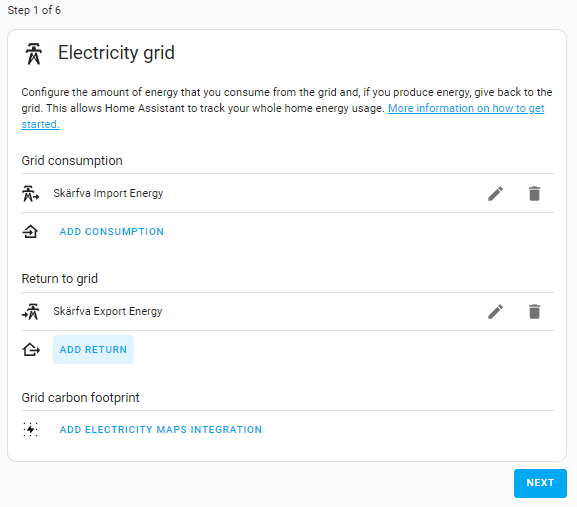 Step 1 of 6
Electricity grid
Configure the amount of energy that you consume from the grid and, if you produce energy, give back to the
grid. This allows Home Assistant to track your whole home energy usage. More information on how to get
started.
Grid consumption
Skärfva Import Energy
ADD CONSUMPTION
Return to grid
Skärfva Export Energy
ADD RETURN
Grid carbon footprint
ADD ELECTRICITY MAPS INTEGRATION
NEXT